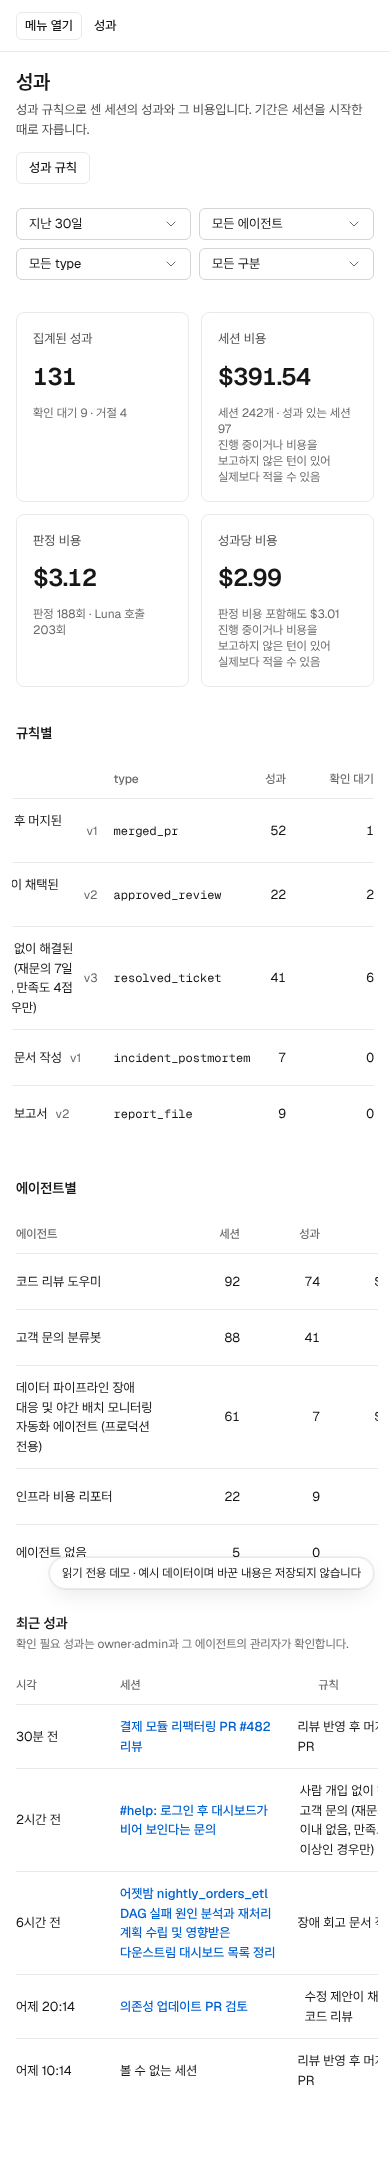 메뉴 열기 성과
성과
성과 규칙으로 센 세션의 성과와 그 비용입니다. 기간은 세션을 시작한
때로 자릅니다.
성과 규칙
지난 30일 모든 에이전트
모든 type 모든 구분
집계된 성과
131
확인 대기 9 · 거절 4
세션 비용
$391.54
세션 242개 · 성과 있는 세션
97
진행 중이거나 비용을
보고하지 않은 턴이 있어
실제보다 적을 수 있음
판정 비용
$3.12
판정 188회 · Luna 호출
203회
성과당 비용
$2.99
판정 비용 포함해도 $3.01
진행 중이거나 비용을
보고하지 않은 턴이 있어
실제보다 적을 수 있음
규칙별
type 성과 확인 대기
후 머지된
v1 merged_pr 52 1
이 채택된
v2 approved_review 22 2
없이 해결된
(재문의 7일
, 만족도 4점
우만)
v3 resolved_ticket 41 6
문서 작성 v1 incident_postmortem 7 0
보고서 v2 report_file 9 0
에이전트별
에이전트 세션 성과
코드 리뷰 도우미 92 74
고객 문의 분류봇 88 41
데이터 파이프라인 장애
대응 및 야간 배치 모니터링
자동화 에이전트 (프로덕션
전용)
61 7
인프라 비용 리포터 22 9
에이전트 없음 5 0
읽기 전용 데모 · 예시 데이터이며 바꾼 내용은 저장되지 않습니다
최근 성과
확인 필요 성과는 owner·admin과 그 에이전트의 관리자가 확인합니다.
시각 세션 규칙
30분 전
결제 모듈 리팩터링 PR #482
리뷰
리뷰 반영 후 머지
PR
2시간 전
#help: 로그인 후 대시보드가
비어 보인다는 문의
사람 개입 없이
고객 문의 (재문
이내 없음, 만족
이상인 경우만)
6시간 전
어젯밤 nightly_orders_etl
DAG 실패 원인 분석과 재처리
계획 수립 및 영향받은
다운스트림 대시보드 목록 정리
장애 회고 문서
어제 20:14
의존성 업데이트 PR 검토
수정 제안이 채
코드 리뷰
어제 10:14
볼 수 없는 세션
리뷰 반영 후 머지
PR